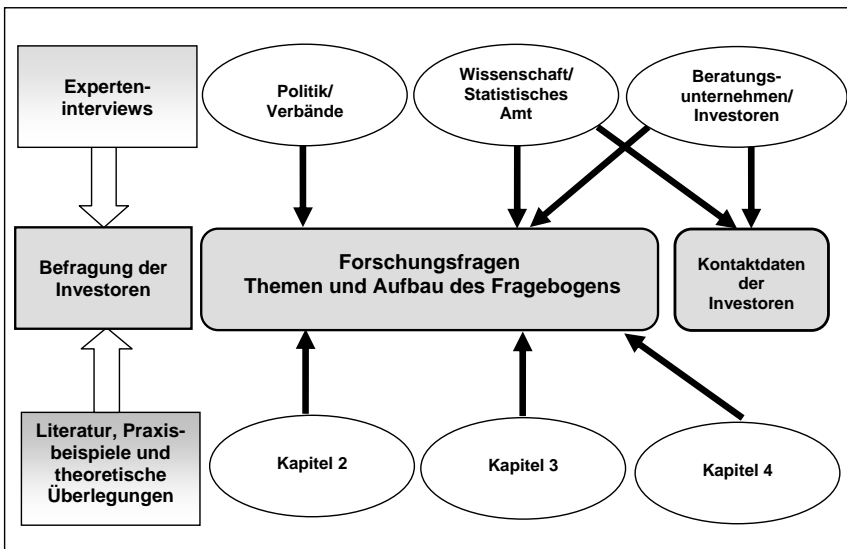 Experten-
interviews
Politik/
Verbände
Wissenschaft/
Statistisches
Amt
Beratungs-
unternehmen/
Investoren
Befragung der
Investoren
Forschungsfragen
Themen und Aufbau des Fragebogens
Kontaktdaten
der
Investoren
Literatur, Praxis-
beispiele und
theoretische
Überlegungen
Kapitel 2
Kapitel 3
Kapitel 4